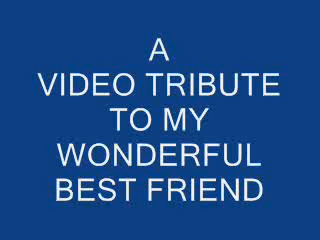 A
VIDEO TRIBUTE
TO MY
WONDERFUL
BEST FRIEND